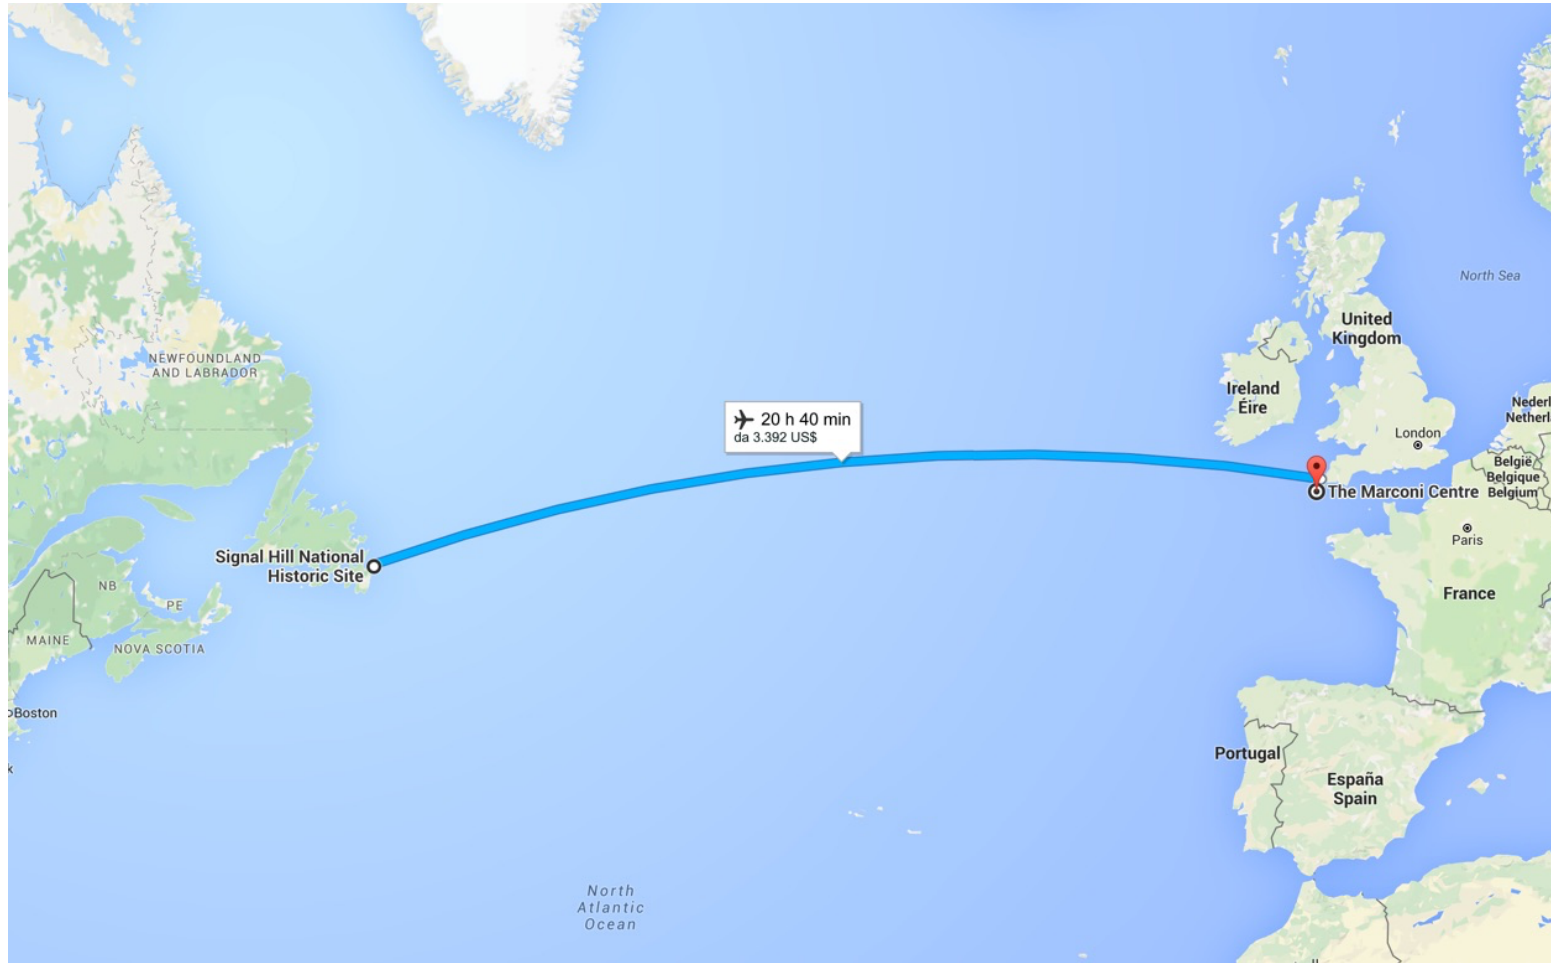 North Sea
United
Kingdom
NEWFOUNDLAND
AND LABRADOR
Ireland
Éire
Nederl
Netherl
20 h 40 min
da 3.392 US$
London
België
Belgique
Belgium
The Marconi Centre
Paris
Signal Hill National
Historic Site
NB
PE
France
MAINE
NOVA SCOTIA
Boston
k
Portugal
España
Spain
North
Atlantic
Ocean